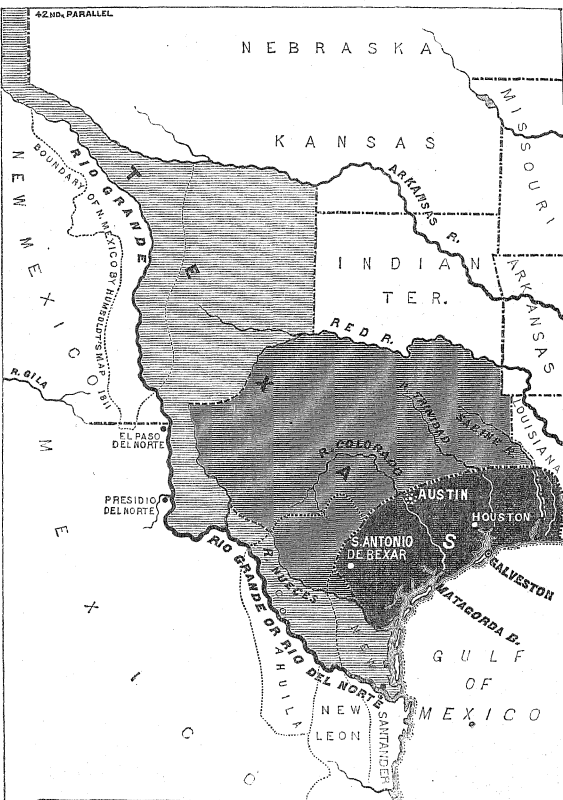 42ND. PARALLEL
NEBRASKA
KANSAS
MISSOURI
ARKANSAS R.
RIO GRANDE
BOUNDARY OF N. MEXICO BY HUMBOLDT'S MAP 1811
NEW MEXICO
INDIAN
TER.
ARKANSAS
RED R.
R. GILA
TEXAS
R. TRINIDAD
SABINE R.
LOUISIANA
EL PASO
DEL NORTE
R. COLORADO
AUSTIN
PRESIDIO
DEL NORTE
HOUSTON
S. ANTONIO
DE BEXAR
GALVESTON
MATAGORDA B.
R. NUECES
RIO GRANDE OR RIO DEL NORTE
MEXICO
GULF
OF
MEXICO
NEW
LEON
SANTANDER